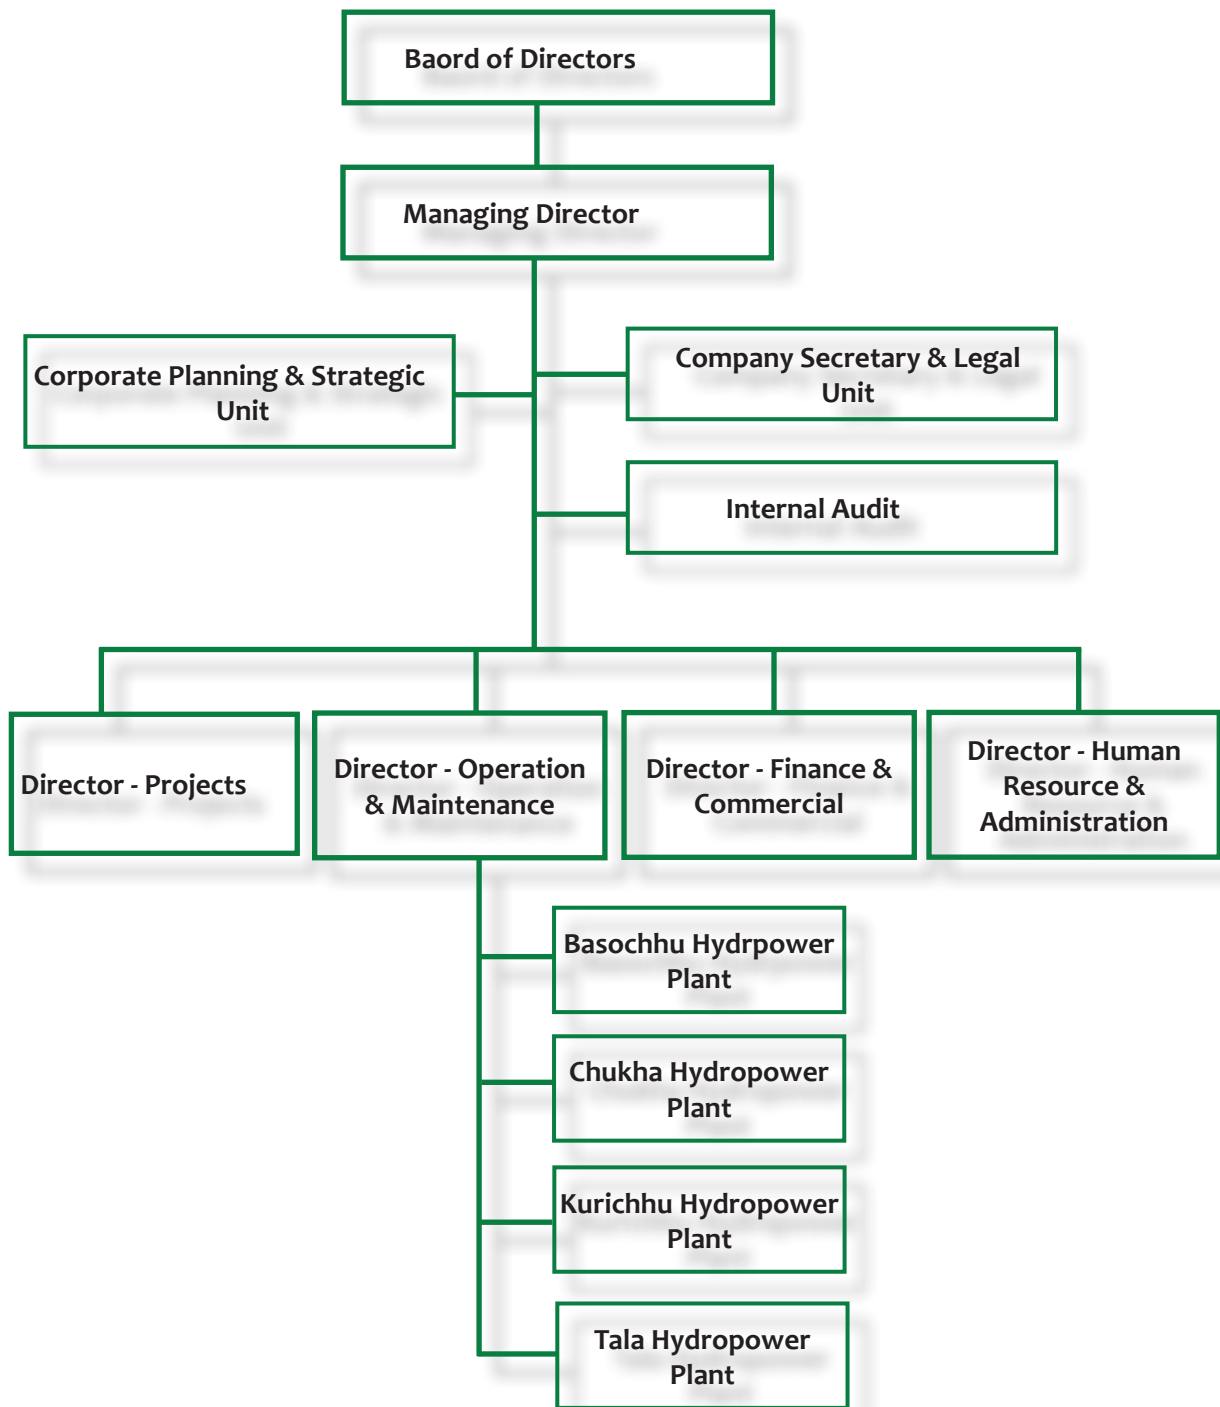 Baord of Directors
Managing Director
Corporate Planning & Strategic
Unit
Company Secretary & Legal
Unit
Internal Audit
Director - Projects
Director - Operation
& Maintenance
Director - Finance &
Commercial
Director - Human
Resource &
Administration
Basochhu Hydrpower
Plant
Chukha Hydropower
Plant
Kurichhu Hydropower
Plant
Tala Hydropower
Plant